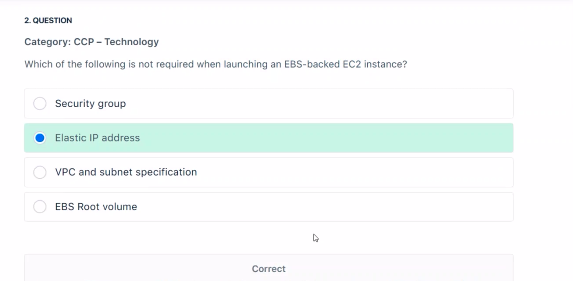 2. QUESTION
Category: CCP – Technology
Which of the following is not required when launching an EBS-backed EC2 instance?
Security group
Elastic IP address
VPC and subnet specification
EBS Root volume
Correct